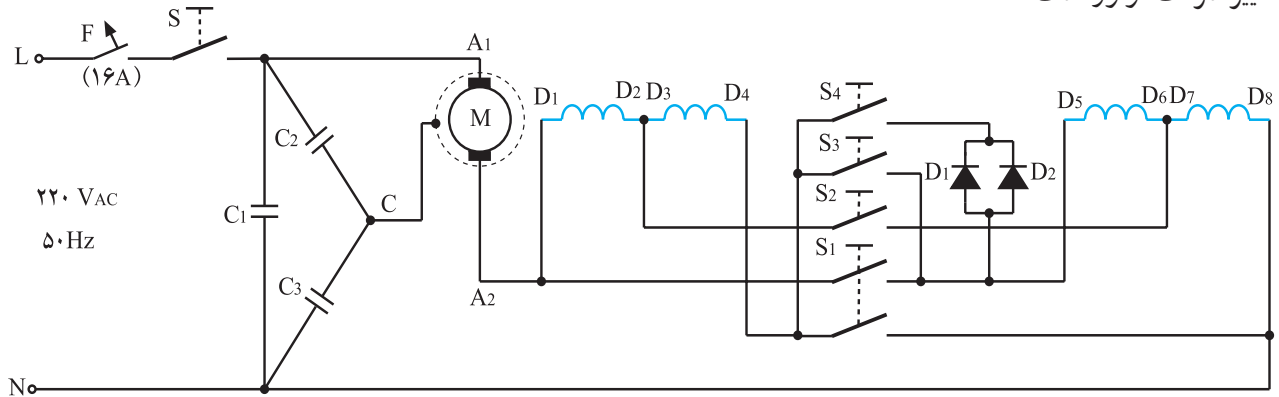 S
F
L
(۱۶A)
A1
M
C2
C
C1
C3
۲۲۰ VAC
۵۰Hz
A2
N
D1 D2 D3 D4
S4
S3
S2
S1
D1 D2
D5 D6 D7 D8